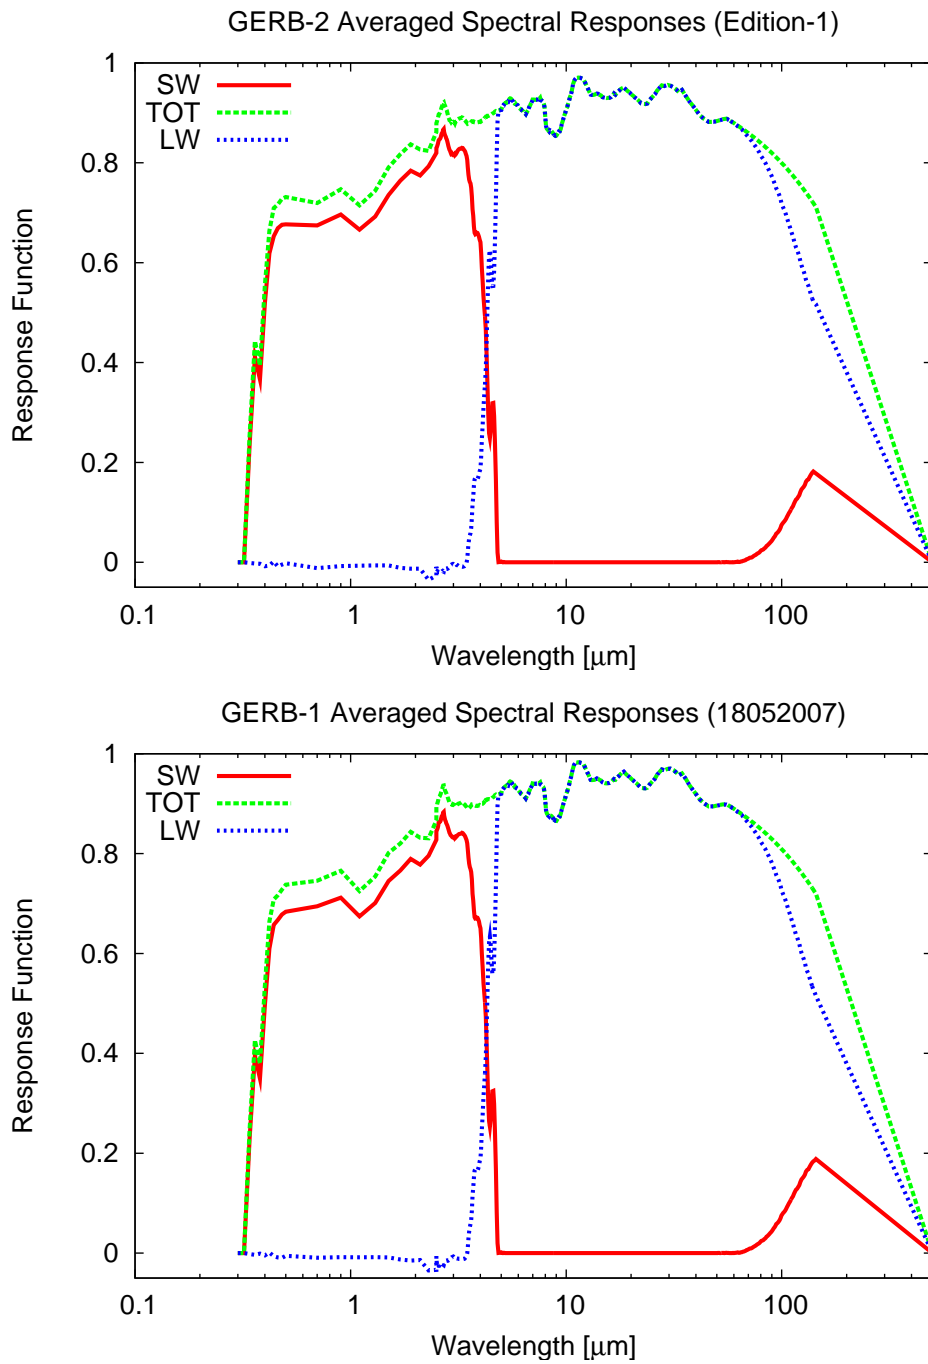 GERB-2 Averaged Spectral Responses (Edition-1)
1
SW
TOT
LW
0.8
0.6
Response Function
0.4
0.2
0
0.1 1 10 100
Wavelength [μm]
GERB-1 Averaged Spectral Responses (18052007)
1
SW
TOT
LW
0.8
0.6
Response Function
0.4
0.2
0
0.1 1 10 100
Wavelength [μm]